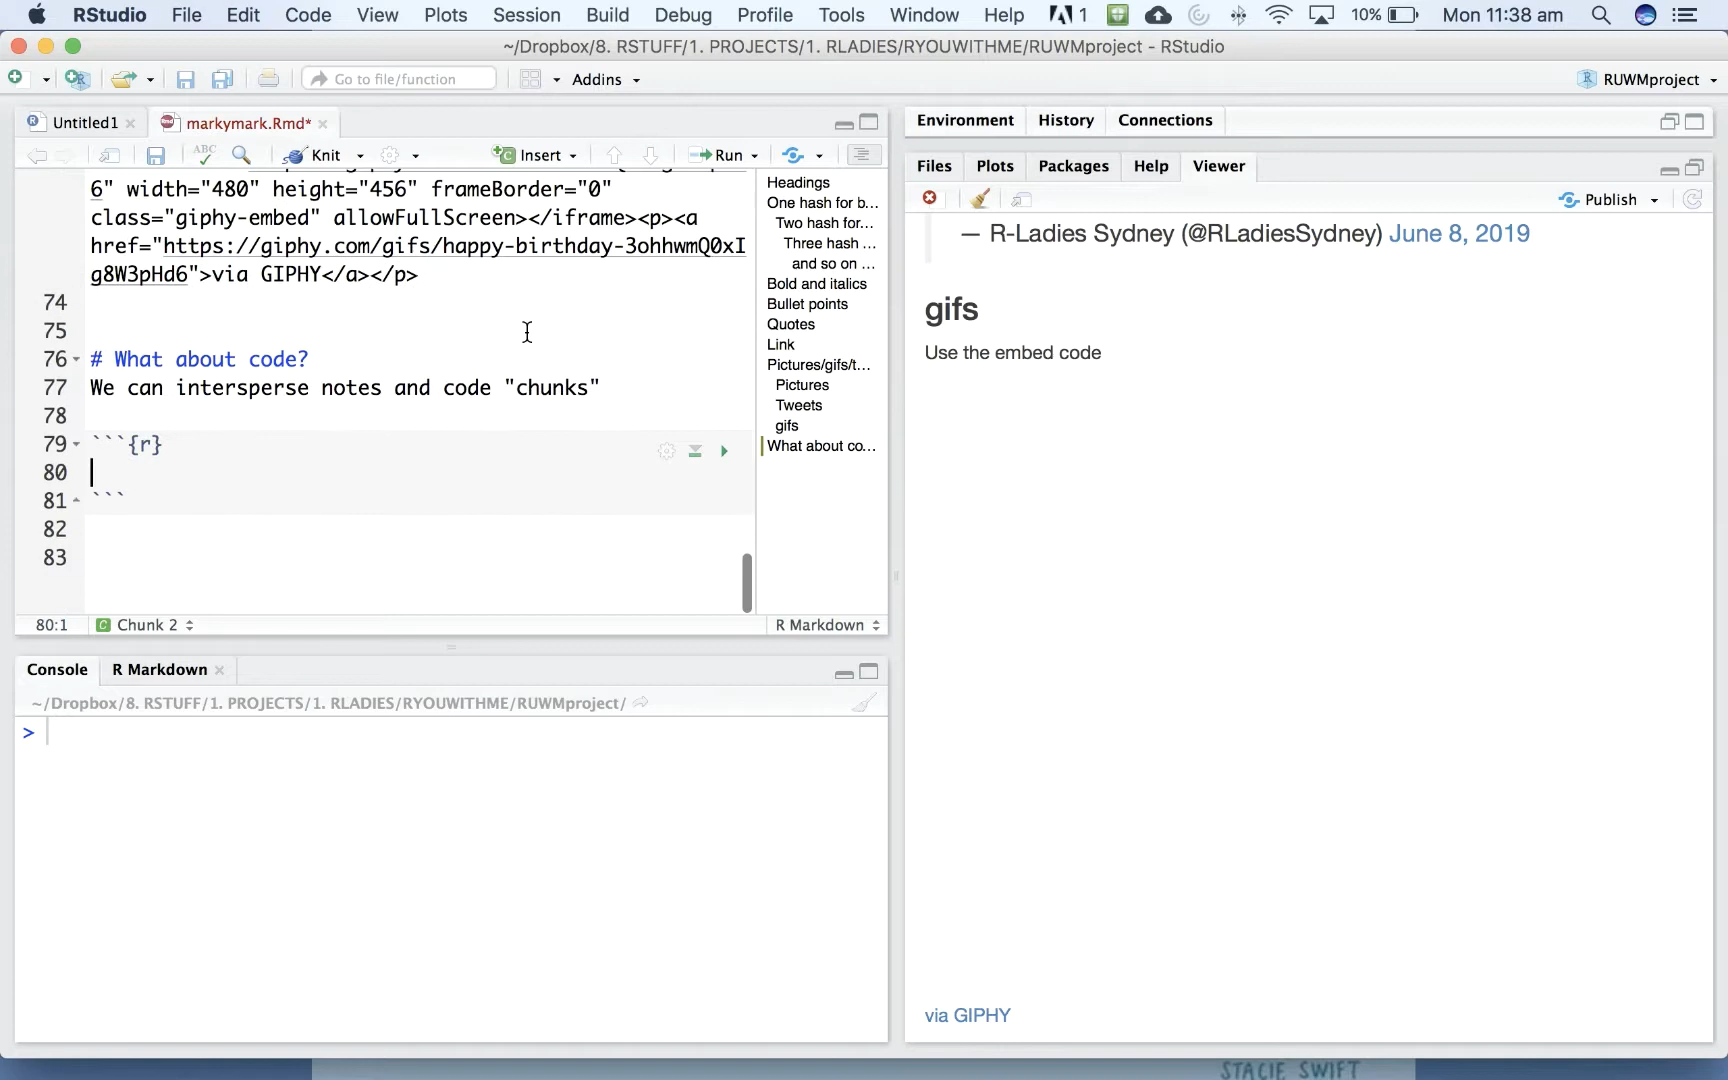 RStudio File Edit Code View Plots Session Build Debug Profile Tools Window Help 1 10% Mon 11:38 am
~/Dropbox/8. RSTUFF/1. PROJECTS/1. RLADIES/RYOUWITHME/RUWMproject - RStudio
Go to file/function Addins RUWMproject
Untitled1 markymark.Rmd*
ABC Knit Insert Run
6" width="480" height="456" frameBorder="0"
class="giphy-embed" allowFullScreen></iframe><p><a
href="https://giphy.com/gifs/happy-birthday-3ohhwmQ0xI
g8W3pHd6">via GIPHY</a></p>
74
75
76 # What about code?
77 We can intersperse notes and code "chunks"
78
79 ```{r}
80
81 ```
82
83
80:1 Chunk 2 R Markdown
Headings
One hash for b...
Two hash for...
Three hash ...
and so on ...
Bold and italics
Bullet points
Quotes
Link
Pictures/gifs/t...
Pictures
Tweets
gifs
What about co...
Console R Markdown
~/Dropbox/8. RSTUFF/1. PROJECTS/1. RLADIES/RYOUWITHME/RUWMproject/
>
Environment History Connections
Files Plots Packages Help Viewer
Publish
— R-Ladies Sydney (@RLadiesSydney) June 8, 2019
gifs
Use the embed code
via GIPHY
STACIE SWIFT